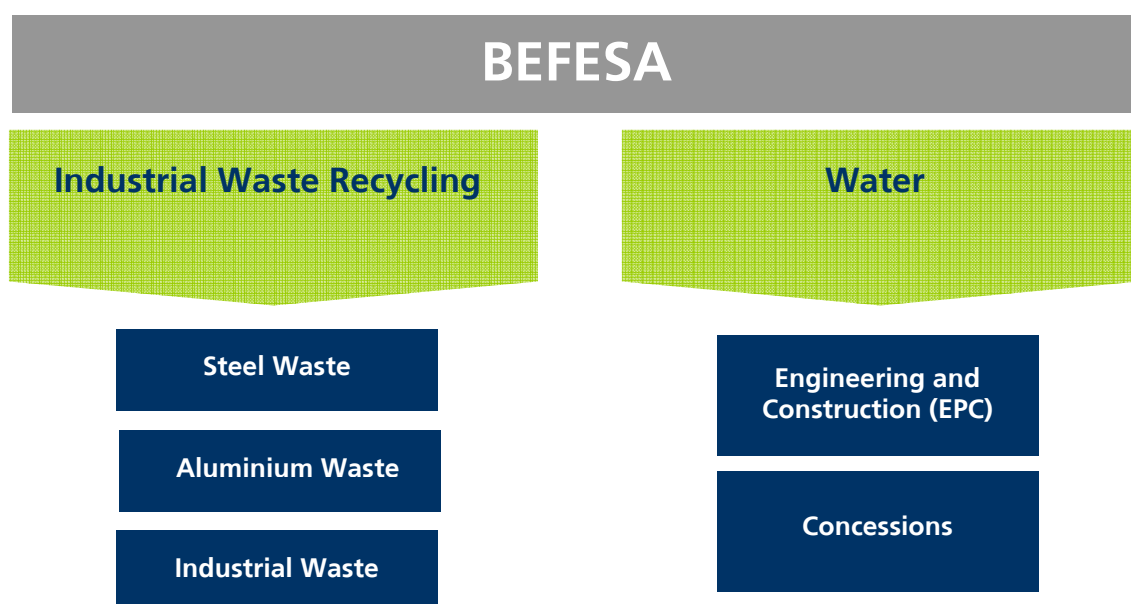 BEFESA
Industrial Waste Recycling
Steel Waste
Aluminium Waste
Industrial Waste
Water
Engineering and
Construction (EPC)
Concessions